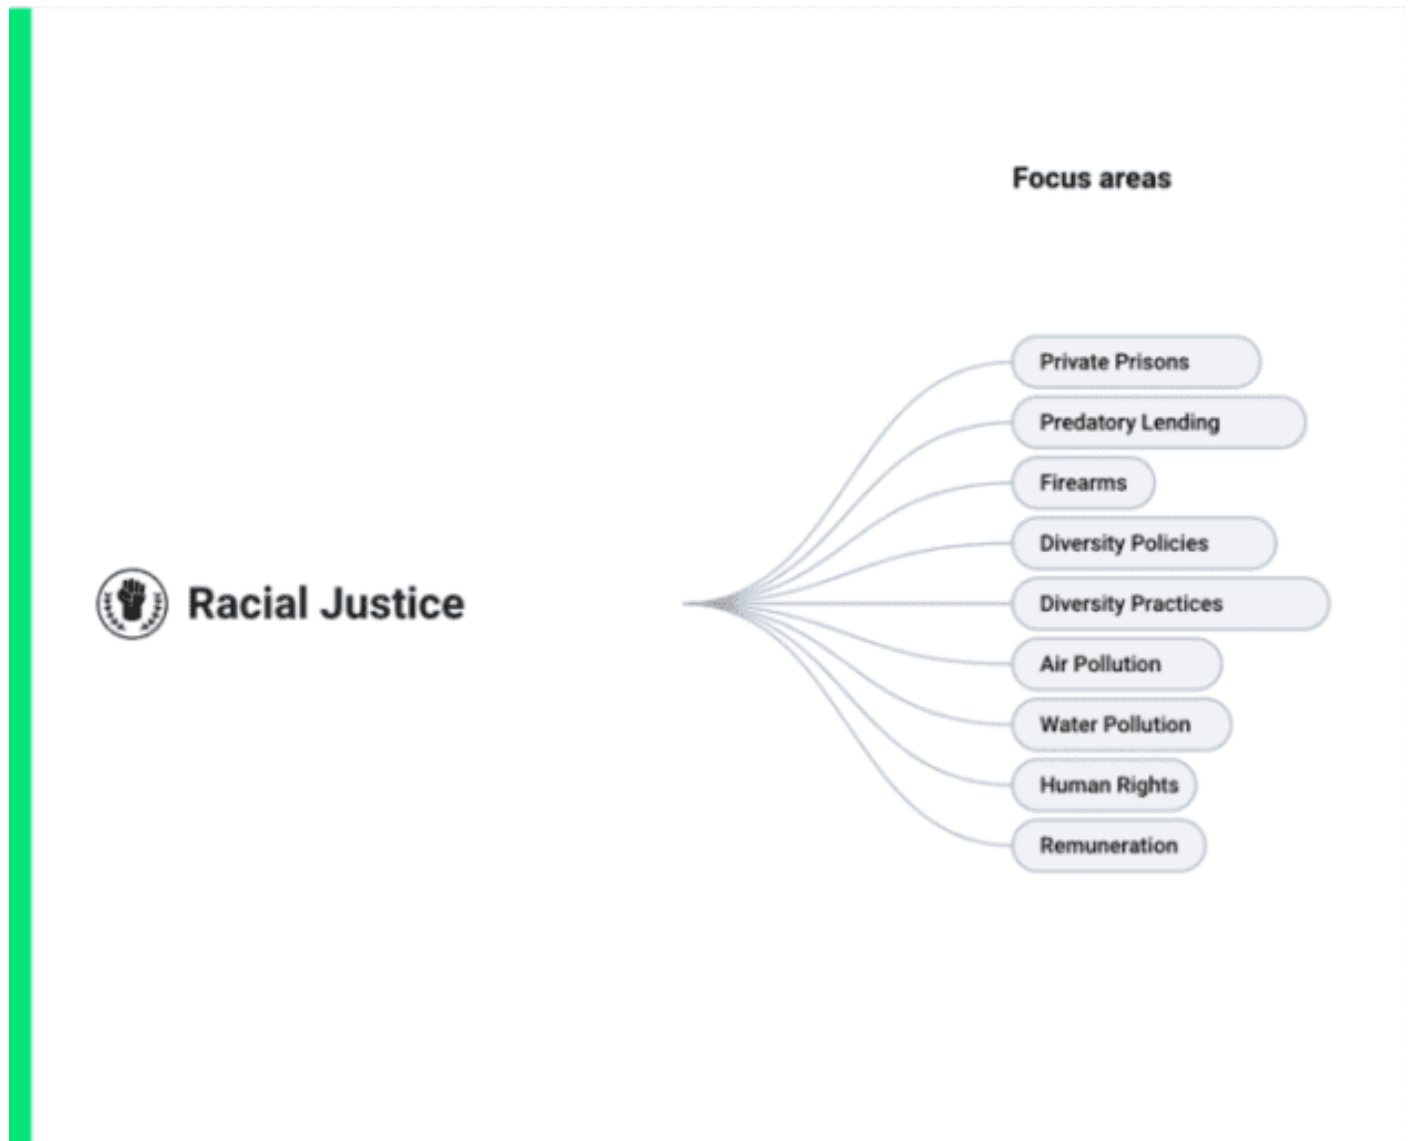 Focus areas
Private Prisons
Predatory Lending
Firearms
Diversity Policies
Racial Justice
Diversity Practices
Air Pollution
Water Pollution
Human Rights
Remuneration